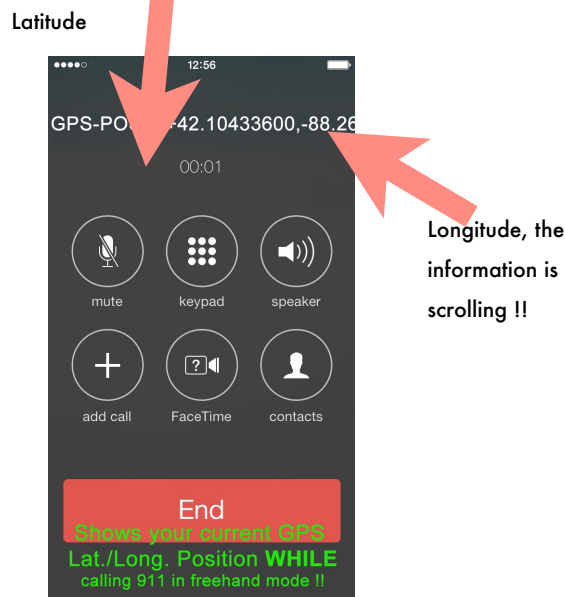 Latitude
12:56
GPS-PO +42.10433600,-88.26
00:01
Longitude, the
information is
scrolling !!
mute keypad speaker
?
add call FaceTime contacts
End
Shows your current GPS
Lat./Long. Position WHILE
calling 911 in freehand mode !!